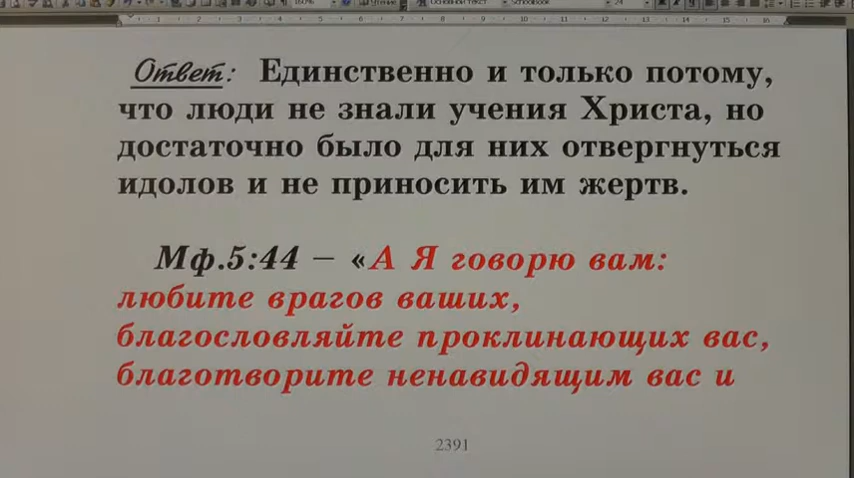 Ответ: Единственно и только потому,
что люди не знали учения Христа, но
достаточно было для них отвергнуться
идолов и не приносить им жертв.
Мф.5:44 – «А Я говорю вам:
любите врагов ваших,
благословляйте проклинающих вас,
благотворите ненавидящим вас и
2391